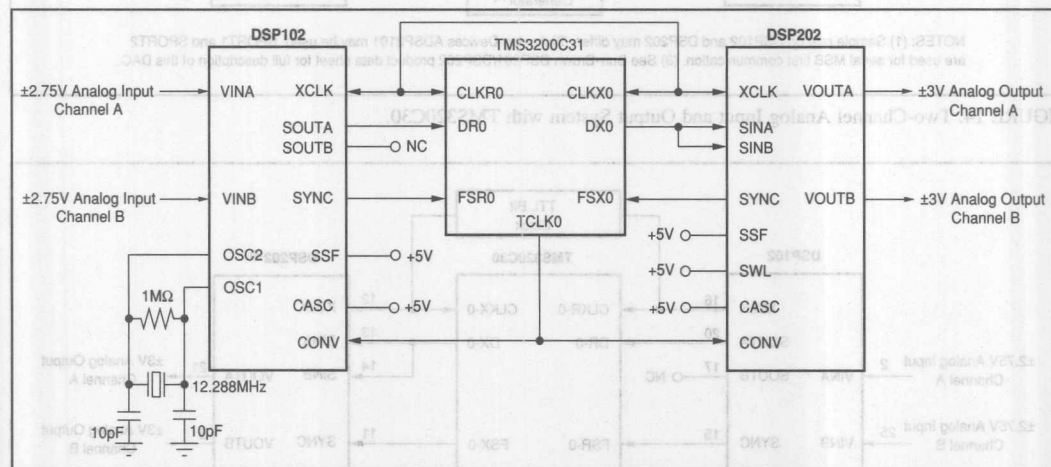 DSP102
DSP202
TMS3200C31
±2.75V Analog Input
Channel A
VINA
XCLK
CLKR0
CLKX0
XCLK
VOUTA
±3V Analog Output
Channel A
SOUTA
DR0
DX0
SINA
SOUTB
NC
SINB
±2.75V Analog Input
Channel B
VINB
SYNC
FSR0
FSX0
SYNC
VOUTB
±3V Analog Output
Channel B
TCLK0
+5V
SSF
OSC2
SSF
+5V
+5V
SWL
OSC1
1MΩ
CASC
+5V
+5V
CASC
CONV
CONV
12.288MHz
10pF
10pF